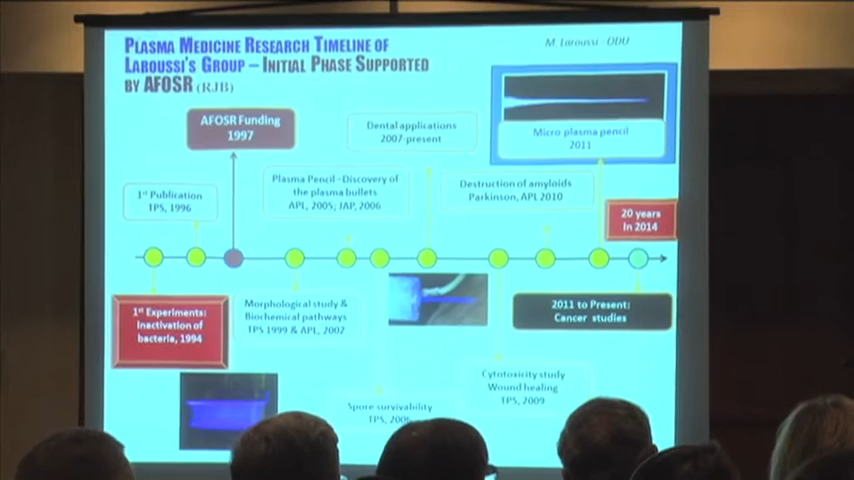 PLASMA MEDICINE RESEARCH TIMELINE OF
LAROUSSI'S GROUP – INITIAL PHASE SUPPORTED
BY AFOSR (RJB)
M. Laroussi - ODU
AFOSR Funding
1997
Dental applications
2007-present
Micro plasma pencil
2011
1st Publication
TPS, 1996
Plasma Pencil – Discovery of
the plasma bullets
APL, 2005; JAP, 2006
Destruction of amyloids
Parkinson, APL 2010
20 years
In 2014
1st Experiments:
Inactivation of
bacteria, 1994
Morphological study &
Biochemical pathways
TPS 1999 & APL, 2002
2011 to Present:
Cancer studies
Spore survivability
TPS, 2006
Cytotoxicity study
Wound healing
TPS, 2009